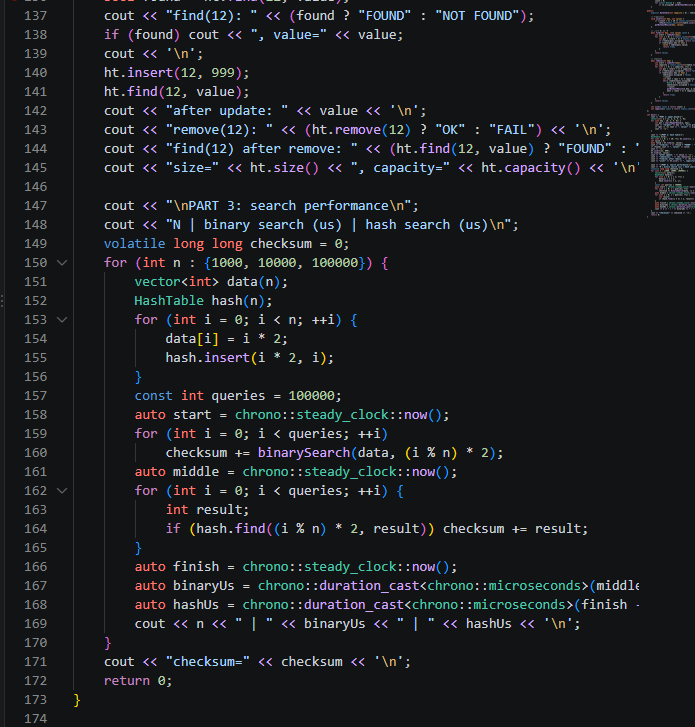 137 cout << "find(12): " << (found ? "FOUND" : "NOT FOUND");
138 if (found) cout << ", value=" << value;
139 cout << '\n';
140 ht.insert(12, 999);
141 ht.find(12, value);
142 cout << "after update: " << value << '\n';
143 cout << "remove(12): " << (ht.remove(12) ? "OK" : "FAIL") << '\n';
144 cout << "find(12) after remove: " << (ht.find(12, value) ? "FOUND" : "
145 cout << "size=" << ht.size() << ", capacity=" << ht.capacity() << '\n'
146
147 cout << "\nPART 3: search performance\n";
148 cout << "N | binary search (us) | hash search (us)\n";
149 volatile long long checksum = 0;
150 for (int n : {1000, 10000, 100000}) {
151 vector<int> data(n);
152 HashTable hash(n);
153 for (int i = 0; i < n; ++i) {
154 data[i] = i * 2;
155 hash.insert(i * 2, i);
156 }
157 const int queries = 100000;
158 auto start = chrono::steady_clock::now();
159 for (int i = 0; i < queries; ++i)
160 checksum += binarySearch(data, (i % n) * 2);
161 auto middle = chrono::steady_clock::now();
162 for (int i = 0; i < queries; ++i) {
163 int result;
164 if (hash.find((i % n) * 2, result)) checksum += result;
165 }
166 auto finish = chrono::steady_clock::now();
167 auto binaryUs = chrono::duration_cast<chrono::microseconds>(middle
168 auto hashUs = chrono::duration_cast<chrono::microseconds>(finish -
169 cout << n << " | " << binaryUs << " | " << hashUs << '\n';
170 }
171 cout << "checksum=" << checksum << '\n';
172 return 0;
173 }
174